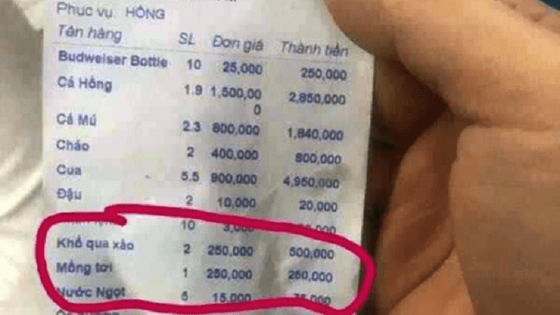 Phục vụ: HỒNG
Tên hàng SL Đơn giá Thành tiền
Budweiser Bottle 10 25,000 250,000
Cá Hồng 1.9 1,500,00 2,850,000
0
Cá Mú 2.3 800,000 1,840,000
Cháo 2 400,000 800,000
Cua 5.5 900,000 4,950,000
Đậu 2 10,000 20,000
10 3,000
Khổ qua xào 2 250,000 500,000
Mồng tơi 1 250,000 250,000
Nước Ngọt 5 15,000 75,000